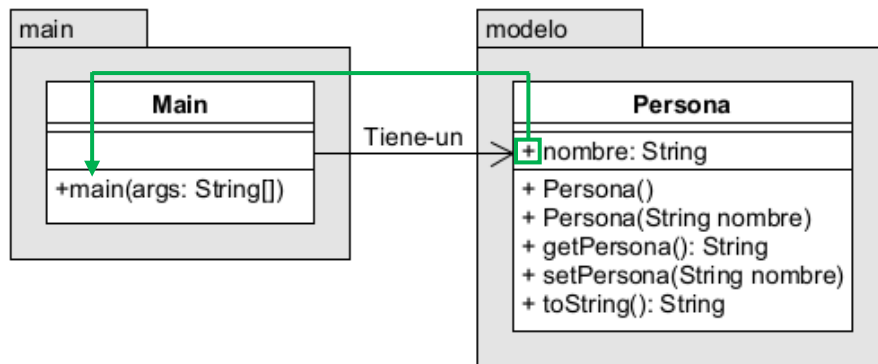 main
Main
+main(args: String[])
Tiene-un
modelo
Persona
+ nombre: String
+ Persona()
+ Persona(String nombre)
+ getPersona(): String
+ setPersona(String nombre)
+ toString(): String